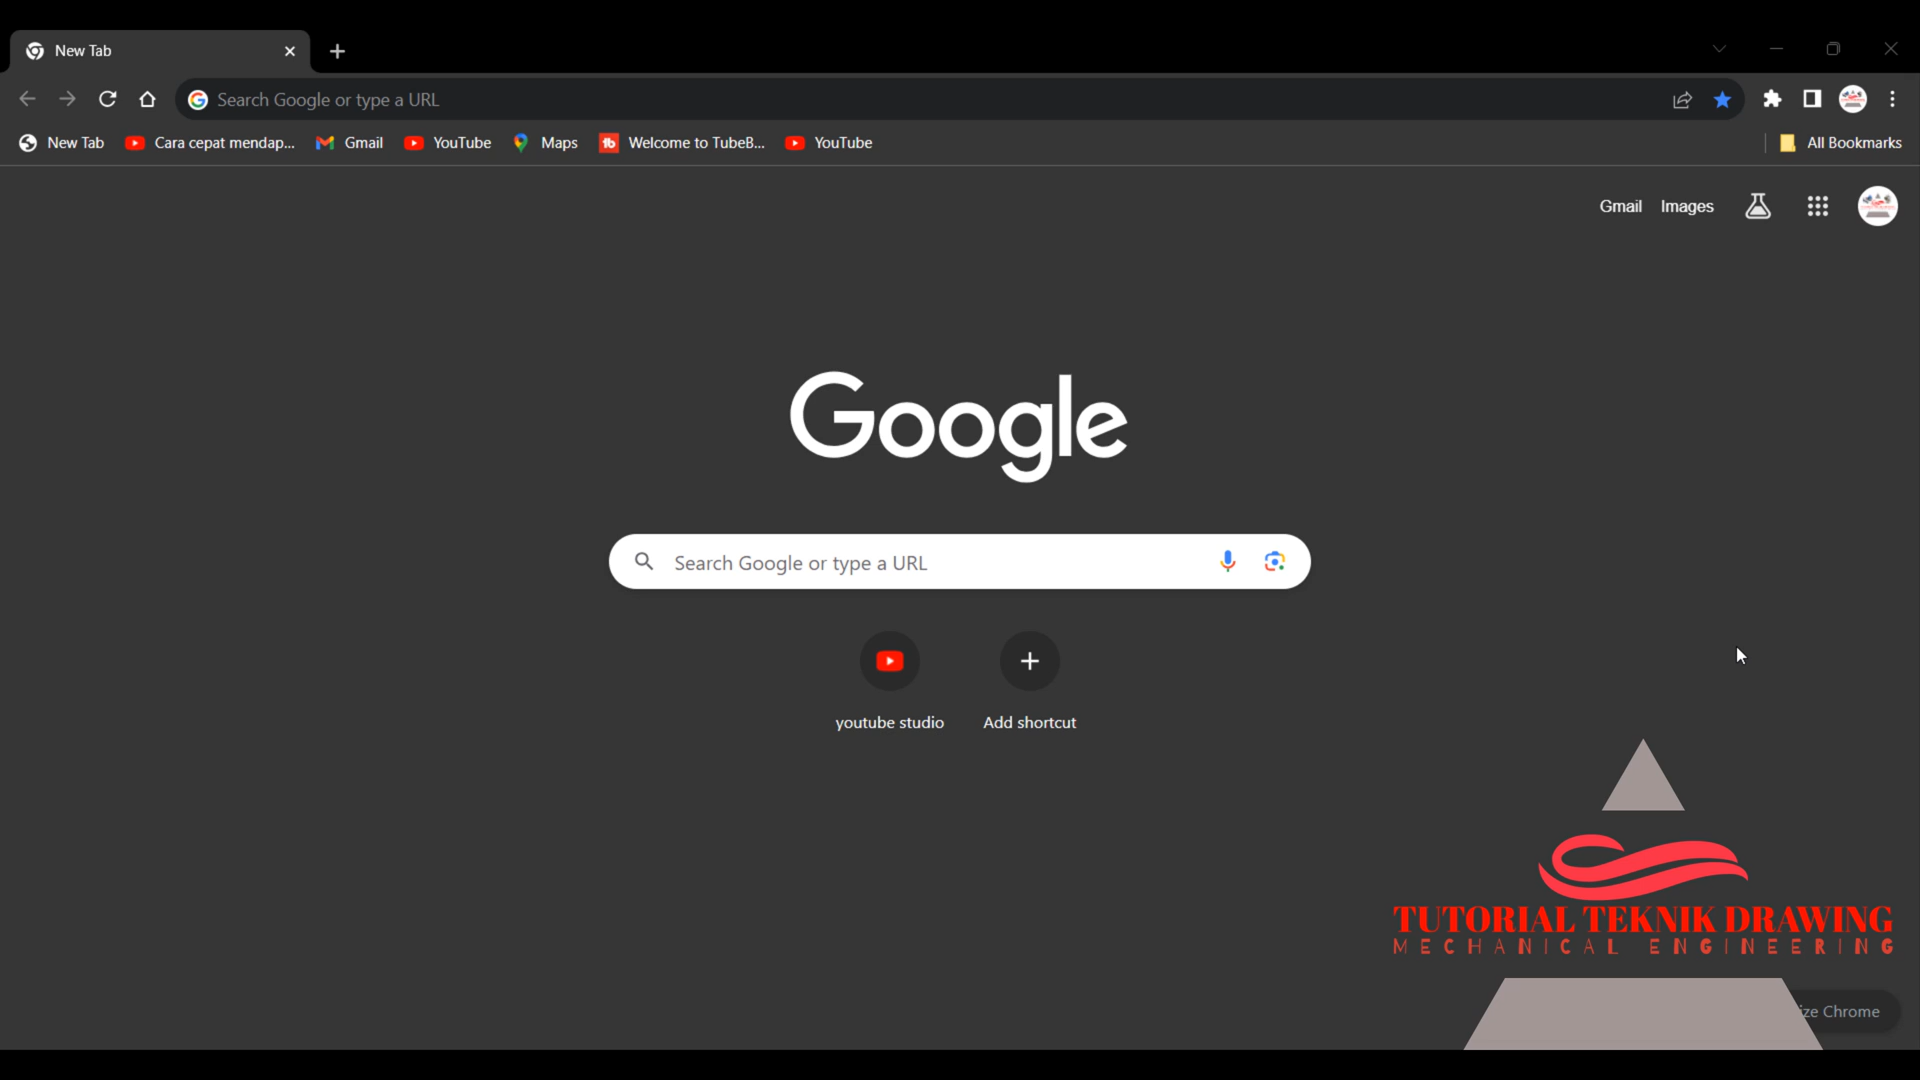 New Tab
Search Google or type a URL
New Tab
Cara cepat mendap...
Gmail
YouTube
Maps
Welcome to TubeB...
YouTube
All Bookmarks
Gmail
Images
Google
Search Google or type a URL
youtube studio
Add shortcut
TUTORIAL TEKNIK DRAWING
MECHANICAL ENGINEERING
ize Chrome